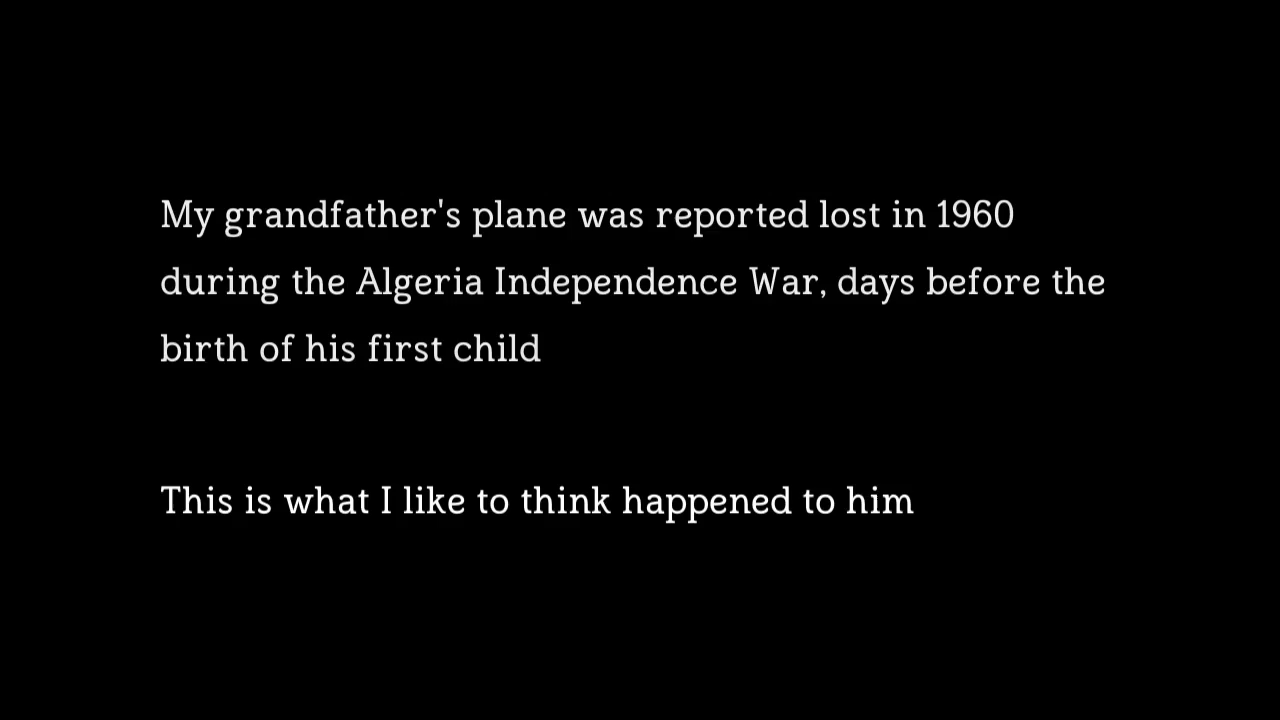 My grandfather's plane was reported lost in 1960
during the Algeria Independence War, days before the
birth of his first child
This is what I like to think happened to him